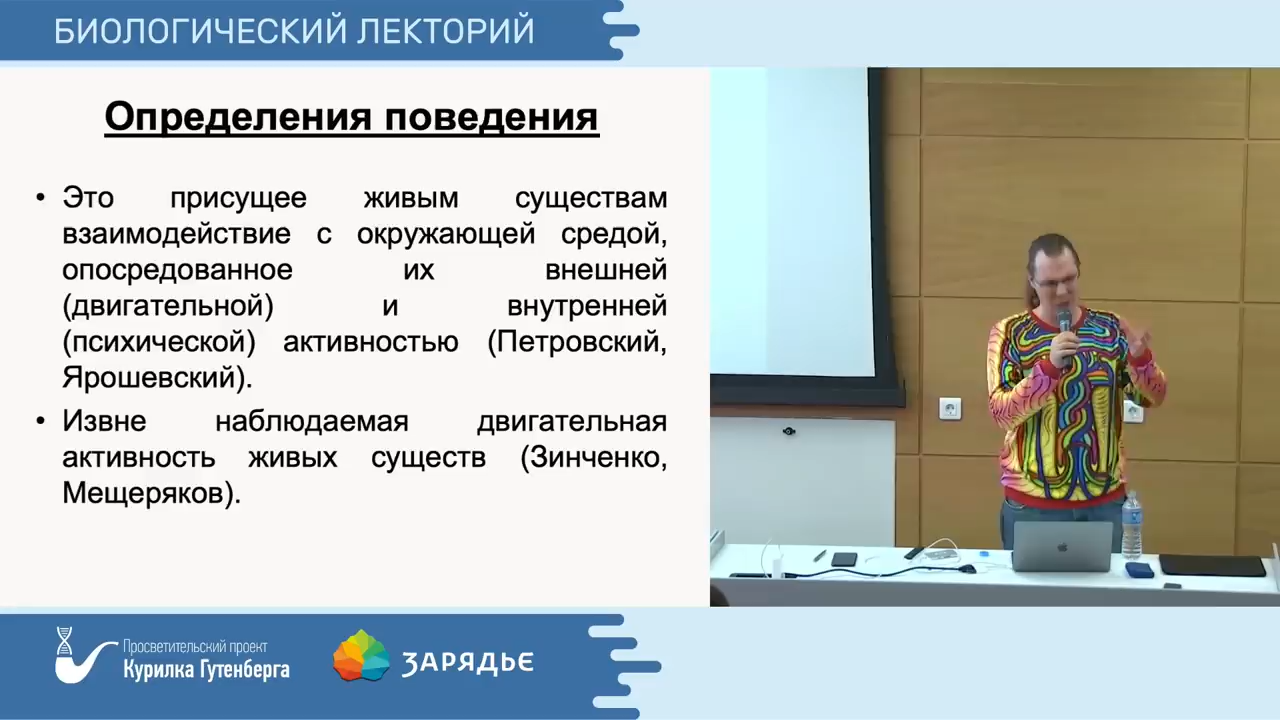 БИОЛОГИЧЕСКИЙ ЛЕКТОРИЙ
Определения поведения
• Это присущее живым существам
взаимодействие с окружающей средой,
опосредованное их внешней
(двигательной) и внутренней
(психической) активностью (Петровский,
Ярошевский).
• Извне наблюдаемая двигательная
активность живых существ (Зинченко,
Мещеряков).
Просветительский проект
Курилка Гутенберга
ЗАРЯДЬЕ